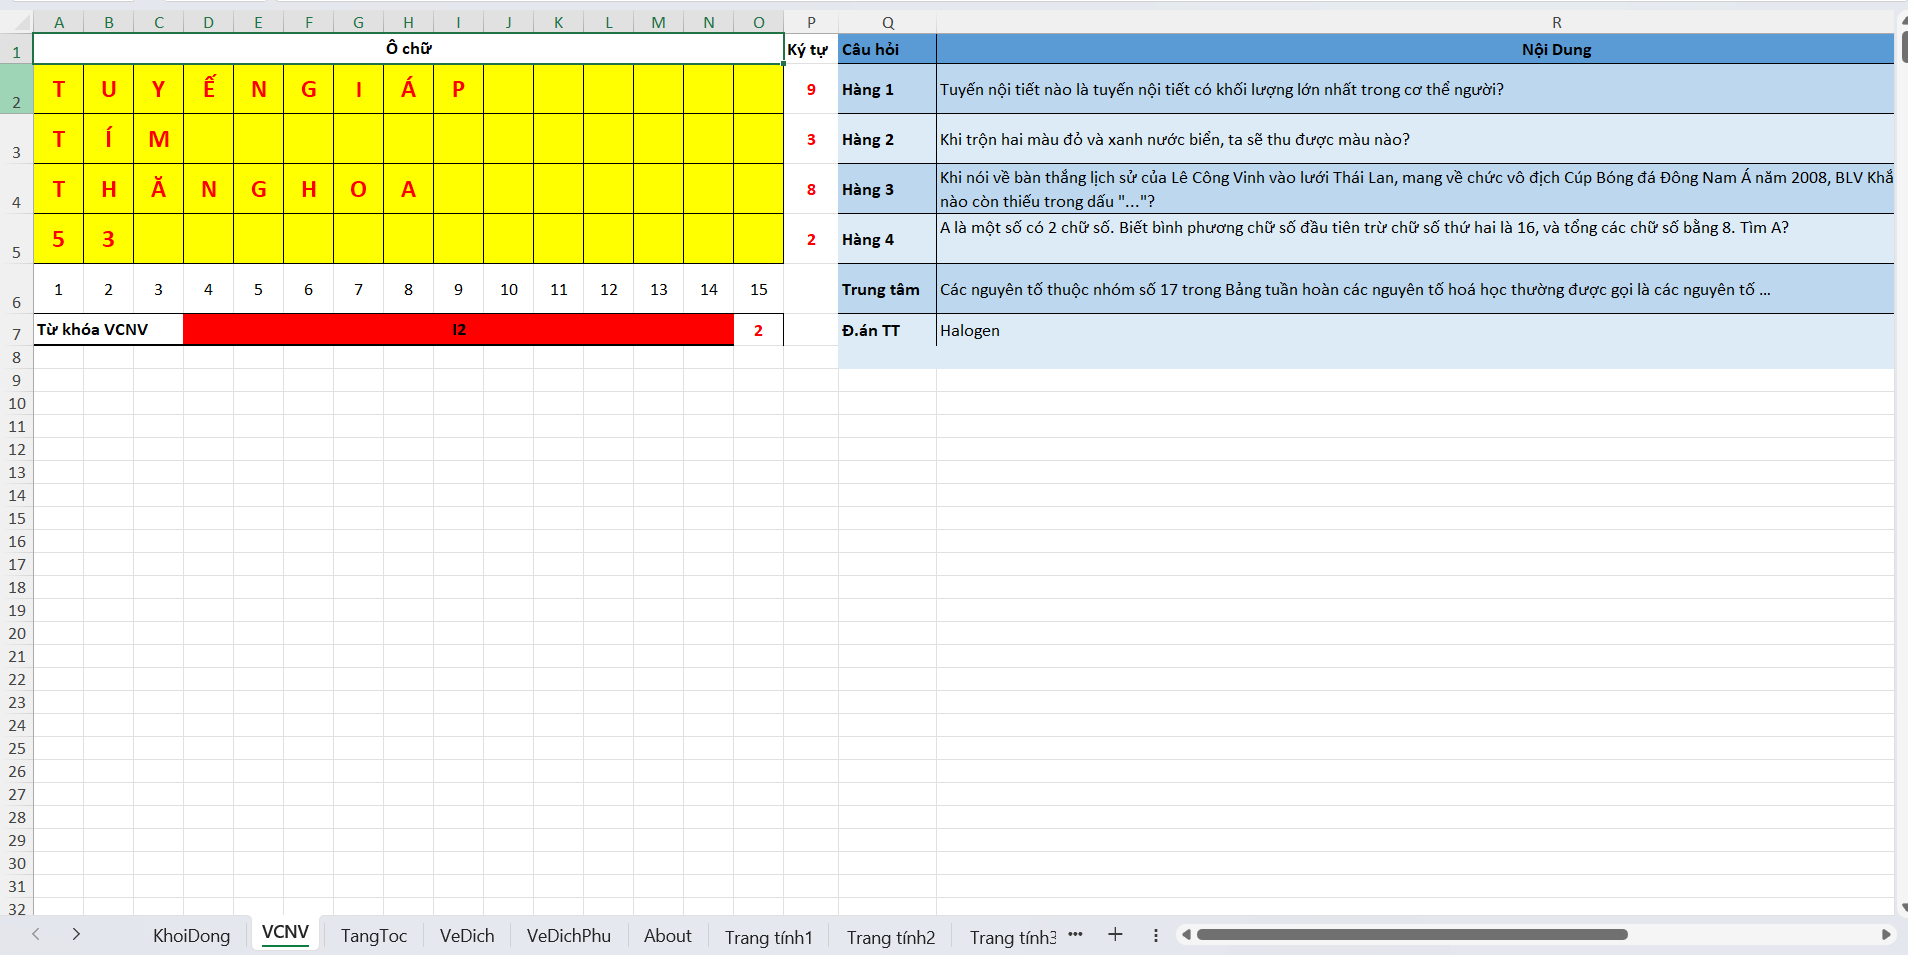 A B C D E F G H I J K L M N O P Q R
1 Ô chữ Ký tự Câu hỏi Nội Dung
2 T U Y Ế N G I Á P 9 Hàng 1 Tuyến nội tiết nào là tuyến nội tiết có khối lượng lớn nhất trong cơ thể người?
3 T Í M 3 Hàng 2 Khi trộn hai màu đỏ và xanh nước biển, ta sẽ thu được màu nào?
4 T H Ă N G H O A 8 Hàng 3 Khi nói về bàn thắng lịch sử của Lê Công Vinh vào lưới Thái Lan, mang về chức vô địch Cúp Bóng đá Đông Nam Á năm 2008, BLV Khắ
nào còn thiếu trong dấu "..."?
5 5 3 2 Hàng 4 A là một số có 2 chữ số. Biết bình phương chữ số đầu tiên trừ chữ số thứ hai là 16, và tổng các chữ số bằng 8. Tìm A?
6 1 2 3 4 5 6 7 8 9 10 11 12 13 14 15 Trung tâm Các nguyên tố thuộc nhóm số 17 trong Bảng tuần hoàn các nguyên tố hoá học thường được gọi là các nguyên tố ...
7 Từ khóa VCNV I2 2 Đ.án TT Halogen
8
9
10
11
12
13
14
15
16
17
18
19
20
21
22
23
24
25
26
27
28
29
30
31
32
KhoiDong VCNV TangToc VeDich VeDichPhu About Trang tính1 Trang tính2 Trang tính3